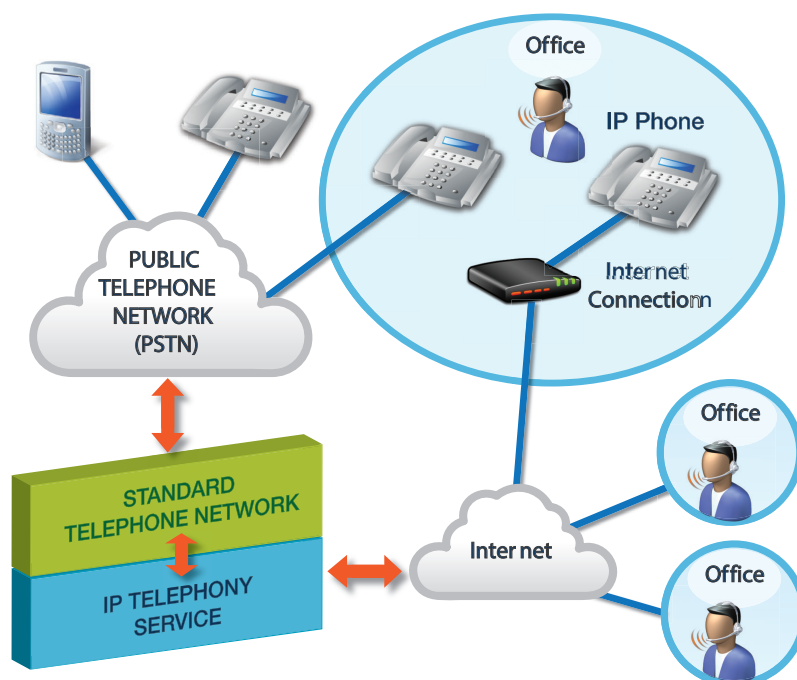 Office
IP Phone
PUBLIC
TELEPHONE
NETWORK
(PSTN)
Internet
Connection
Office
STANDARD
TELEPHONE NETWORK
Internet
IP TELEPHONY
SERVICE
Office